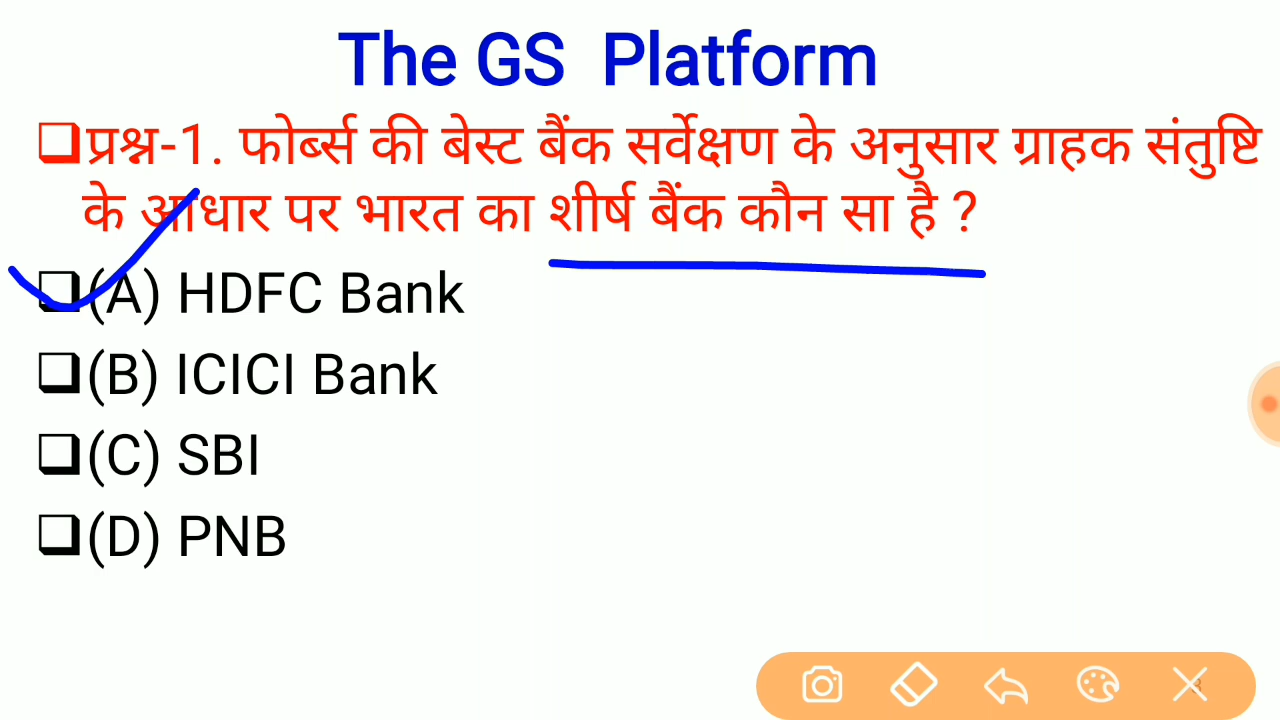 The GS Platform
❑प्रश्न-1. फोर्ब्स की बेस्ट बैंक सर्वेक्षण के अनुसार ग्राहक संतुष्टि
के आधार पर भारत का शीर्ष बैंक कौन सा है ?
❑(A) HDFC Bank
❑(B) ICICI Bank
❑(C) SBI
❑(D) PNB